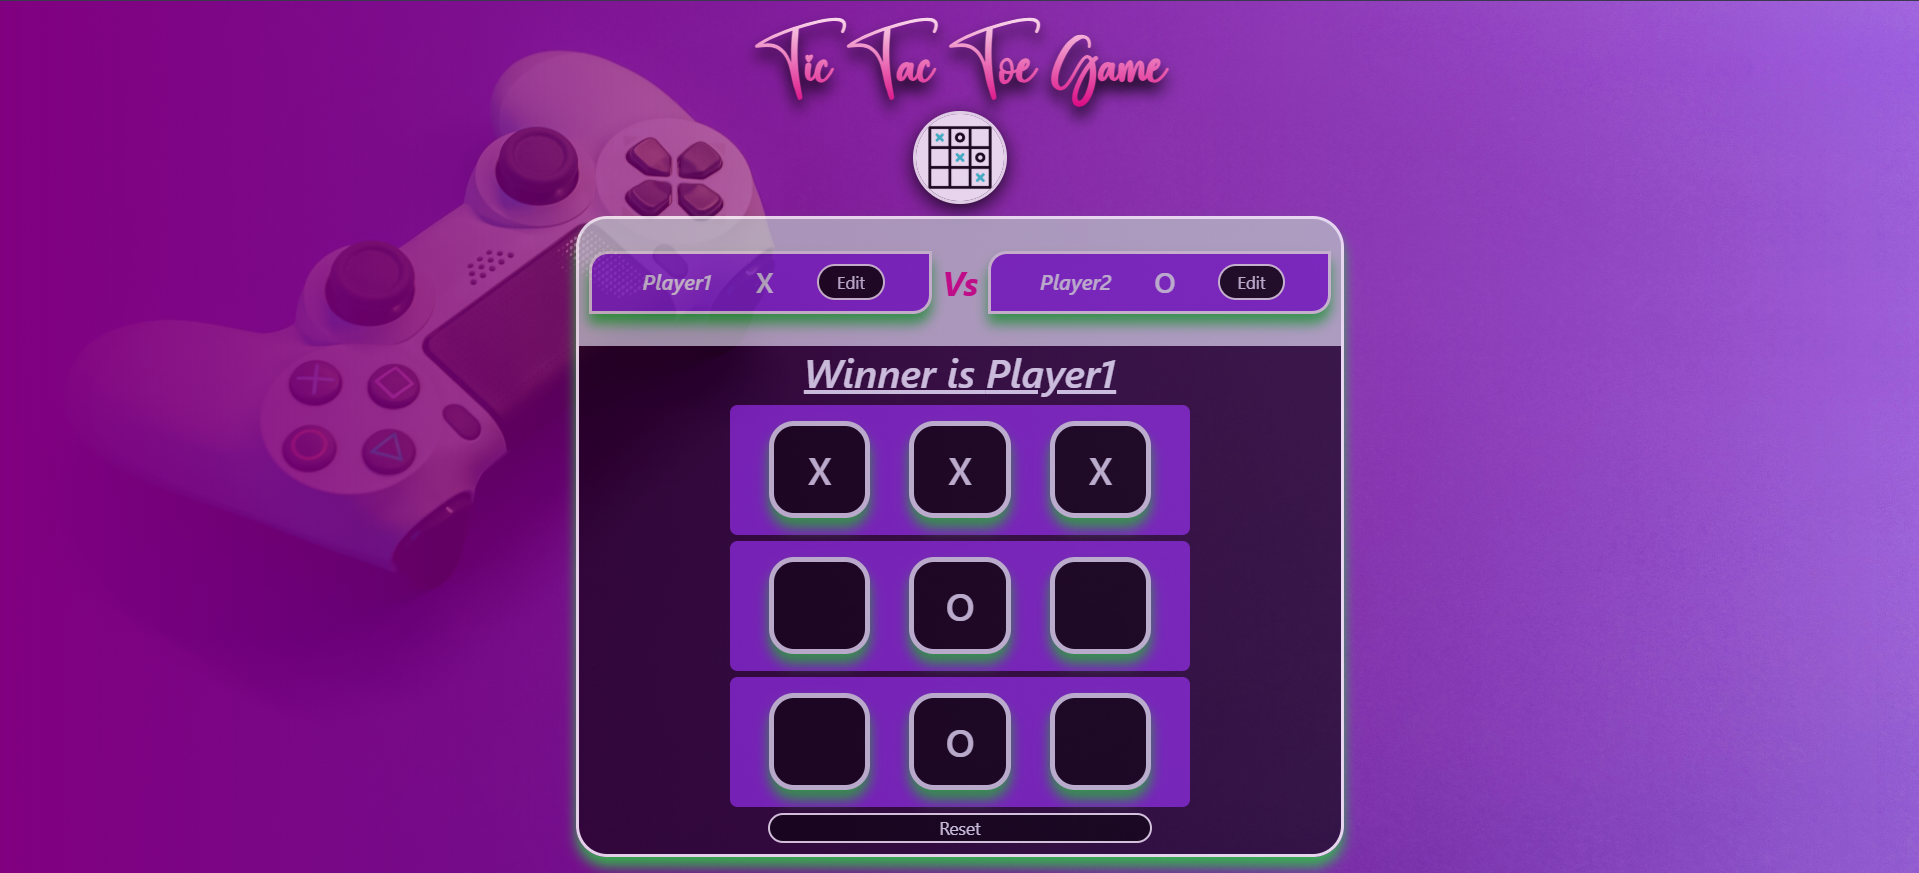 Tic Tac Toe Game
x o
x o
x
Player1 X Edit Vs Player2 O Edit
Winner is Player1
X X X
O
O
Reset